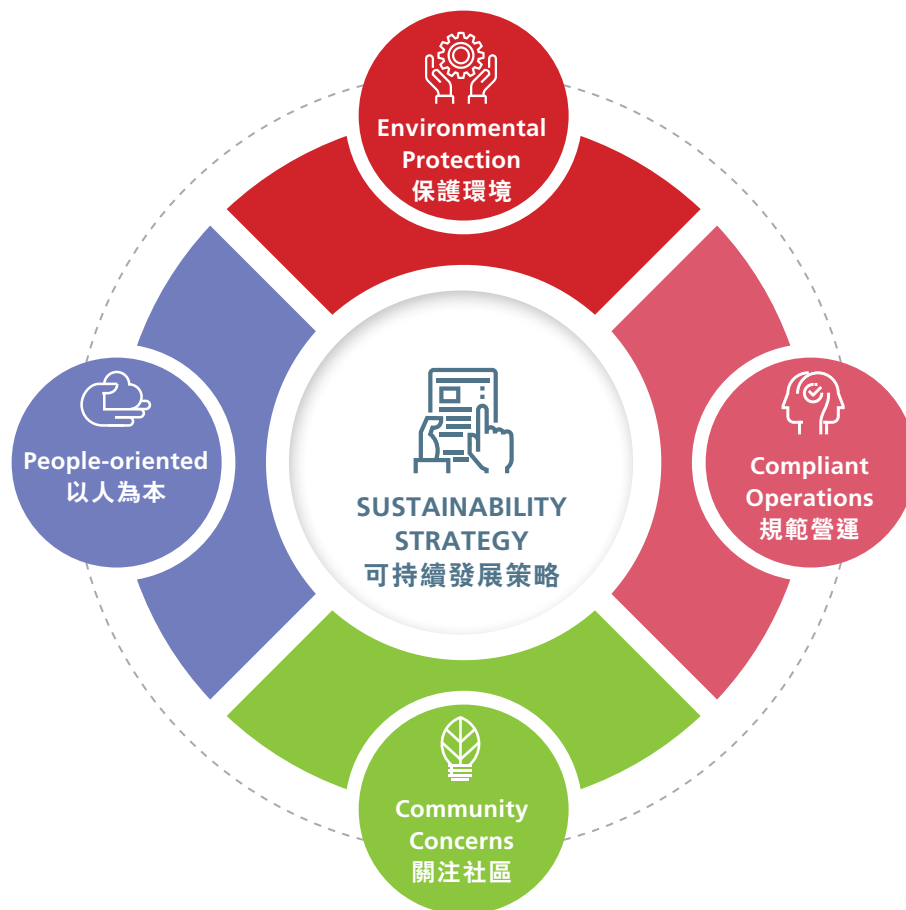 Environmental
Protection
保護環境
People-oriented
以人為本
SUSTAINABILITY
STRATEGY
可持續發展策略
Compliant
Operations
規範營運
Community
Concerns
關注社區